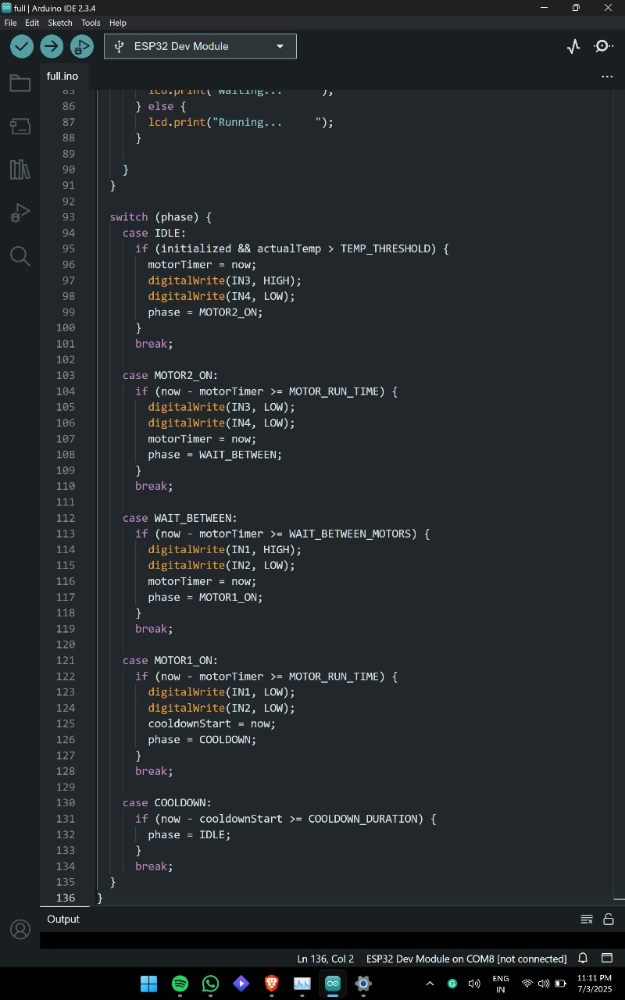 full | Arduino IDE 2.3.4
File Edit Sketch Tools Help
ESP32 Dev Module
full.ino
85 lcd.print("Waiting...      ");
86 } else {
87 lcd.print("Running...     ");
88 }
89
90 }
91 }
92
93 switch (phase) {
94 case IDLE:
95 if (initialized && actualTemp > TEMP_THRESHOLD) {
96 motorTimer = now;
97 digitalWrite(IN3, HIGH);
98 digitalWrite(IN4, LOW);
99 phase = MOTOR2_ON;
100 }
101 break;
102
103 case MOTOR2_ON:
104 if (now - motorTimer >= MOTOR_RUN_TIME) {
105 digitalWrite(IN3, LOW);
106 digitalWrite(IN4, LOW);
107 motorTimer = now;
108 phase = WAIT_BETWEEN;
109 }
110 break;
111
112 case WAIT_BETWEEN:
113 if (now - motorTimer >= WAIT_BETWEEN_MOTORS) {
114 digitalWrite(IN1, HIGH);
115 digitalWrite(IN2, LOW);
116 motorTimer = now;
117 phase = MOTOR1_ON;
118 }
119 break;
120
121 case MOTOR1_ON:
122 if (now - motorTimer >= MOTOR_RUN_TIME) {
123 digitalWrite(IN1, LOW);
124 digitalWrite(IN2, LOW);
125 cooldownStart = now;
126 phase = COOLDOWN;
127 }
128 break;
129
130 case COOLDOWN:
131 if (now - cooldownStart >= COOLDOWN_DURATION) {
132 phase = IDLE;
133 }
134 break;
135 }
136 }
Output
Ln 136, Col 2 ESP32 Dev Module on COM8 [not connected]
ENG
IN
11:11 PM
7/3/2025